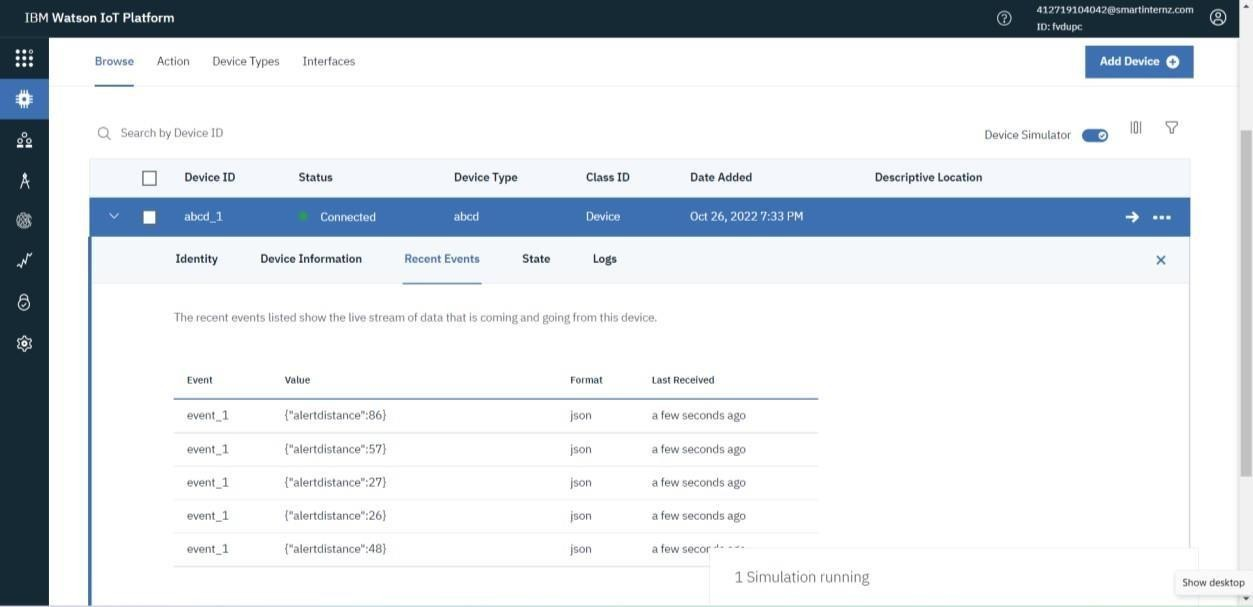 IBM Watson IoT Platform
412719104042@smartinternz.com
ID: fvdupc
Browse Action Device Types Interfaces
Add Device
Search by Device ID
Device Simulator
Device ID Status Device Type Class ID Date Added Descriptive Location
abcd_1 Connected abcd Device Oct 26, 2022 7:33 PM
Identity Device Information Recent Events State Logs
The recent events listed show the live stream of data that is coming and going from this device.
Event Value Format Last Received
event_1 {"alertdistance":86} json a few seconds ago
event_1 {"alertdistance":57} json a few seconds ago
event_1 {"alertdistance":27} json a few seconds ago
event_1 {"alertdistance":26} json a few seconds ago
event_1 {"alertdistance":48} json a few
1 Simulation running
Show desktop